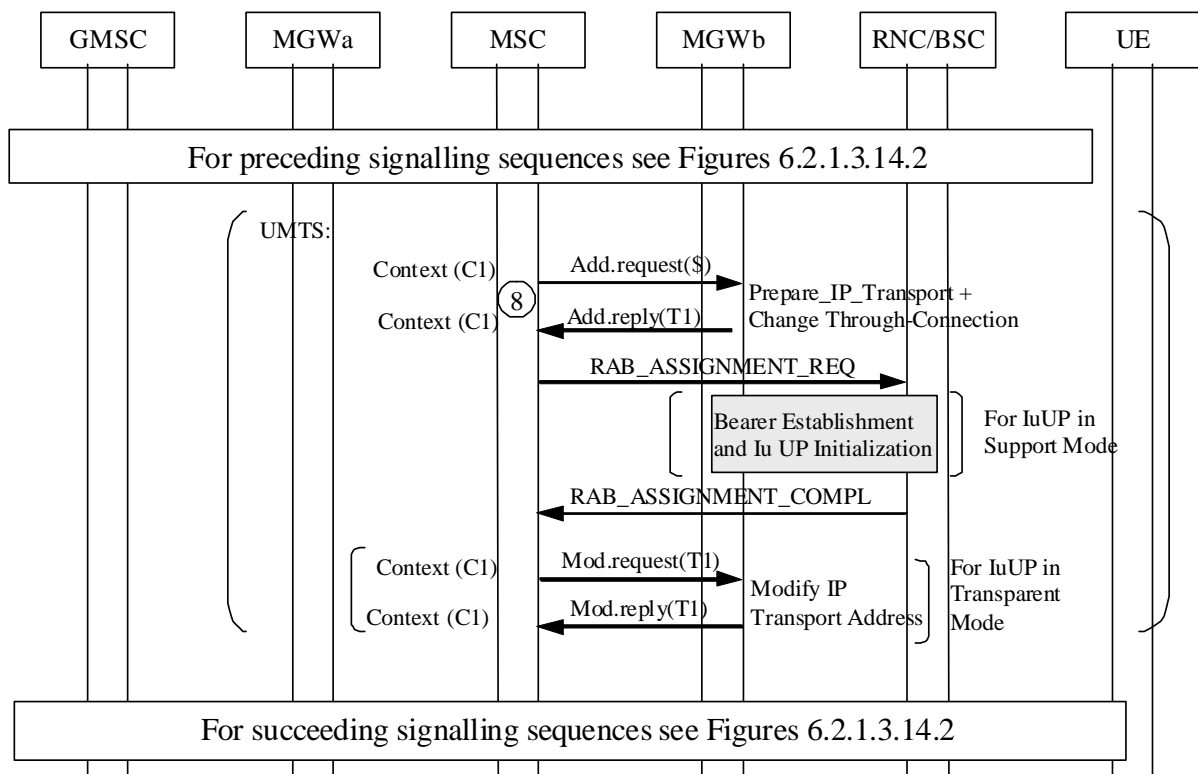 GMSC MGWa MSC MGWb RNC/BSC UE
For preceding signalling sequences see Figures 6.2.1.3.14.2
UMTS:
Context (C1) Add.request($)
8
Prepare_IP_Transport +
Context (C1) Add.reply(T1) Change Through-Connection
RAB_ASSIGNMENT_REQ
Bearer Establishment
and Iu UP Initialization
For IuUP in
Support Mode
RAB_ASSIGNMENT_COMPL
Context (C1) Mod.request(T1)
Context (C1) Mod.reply(T1)
Modify IP
Transport Address
For IuUP in
Transparent
Mode
For succeeding signalling sequences see Figures 6.2.1.3.14.2